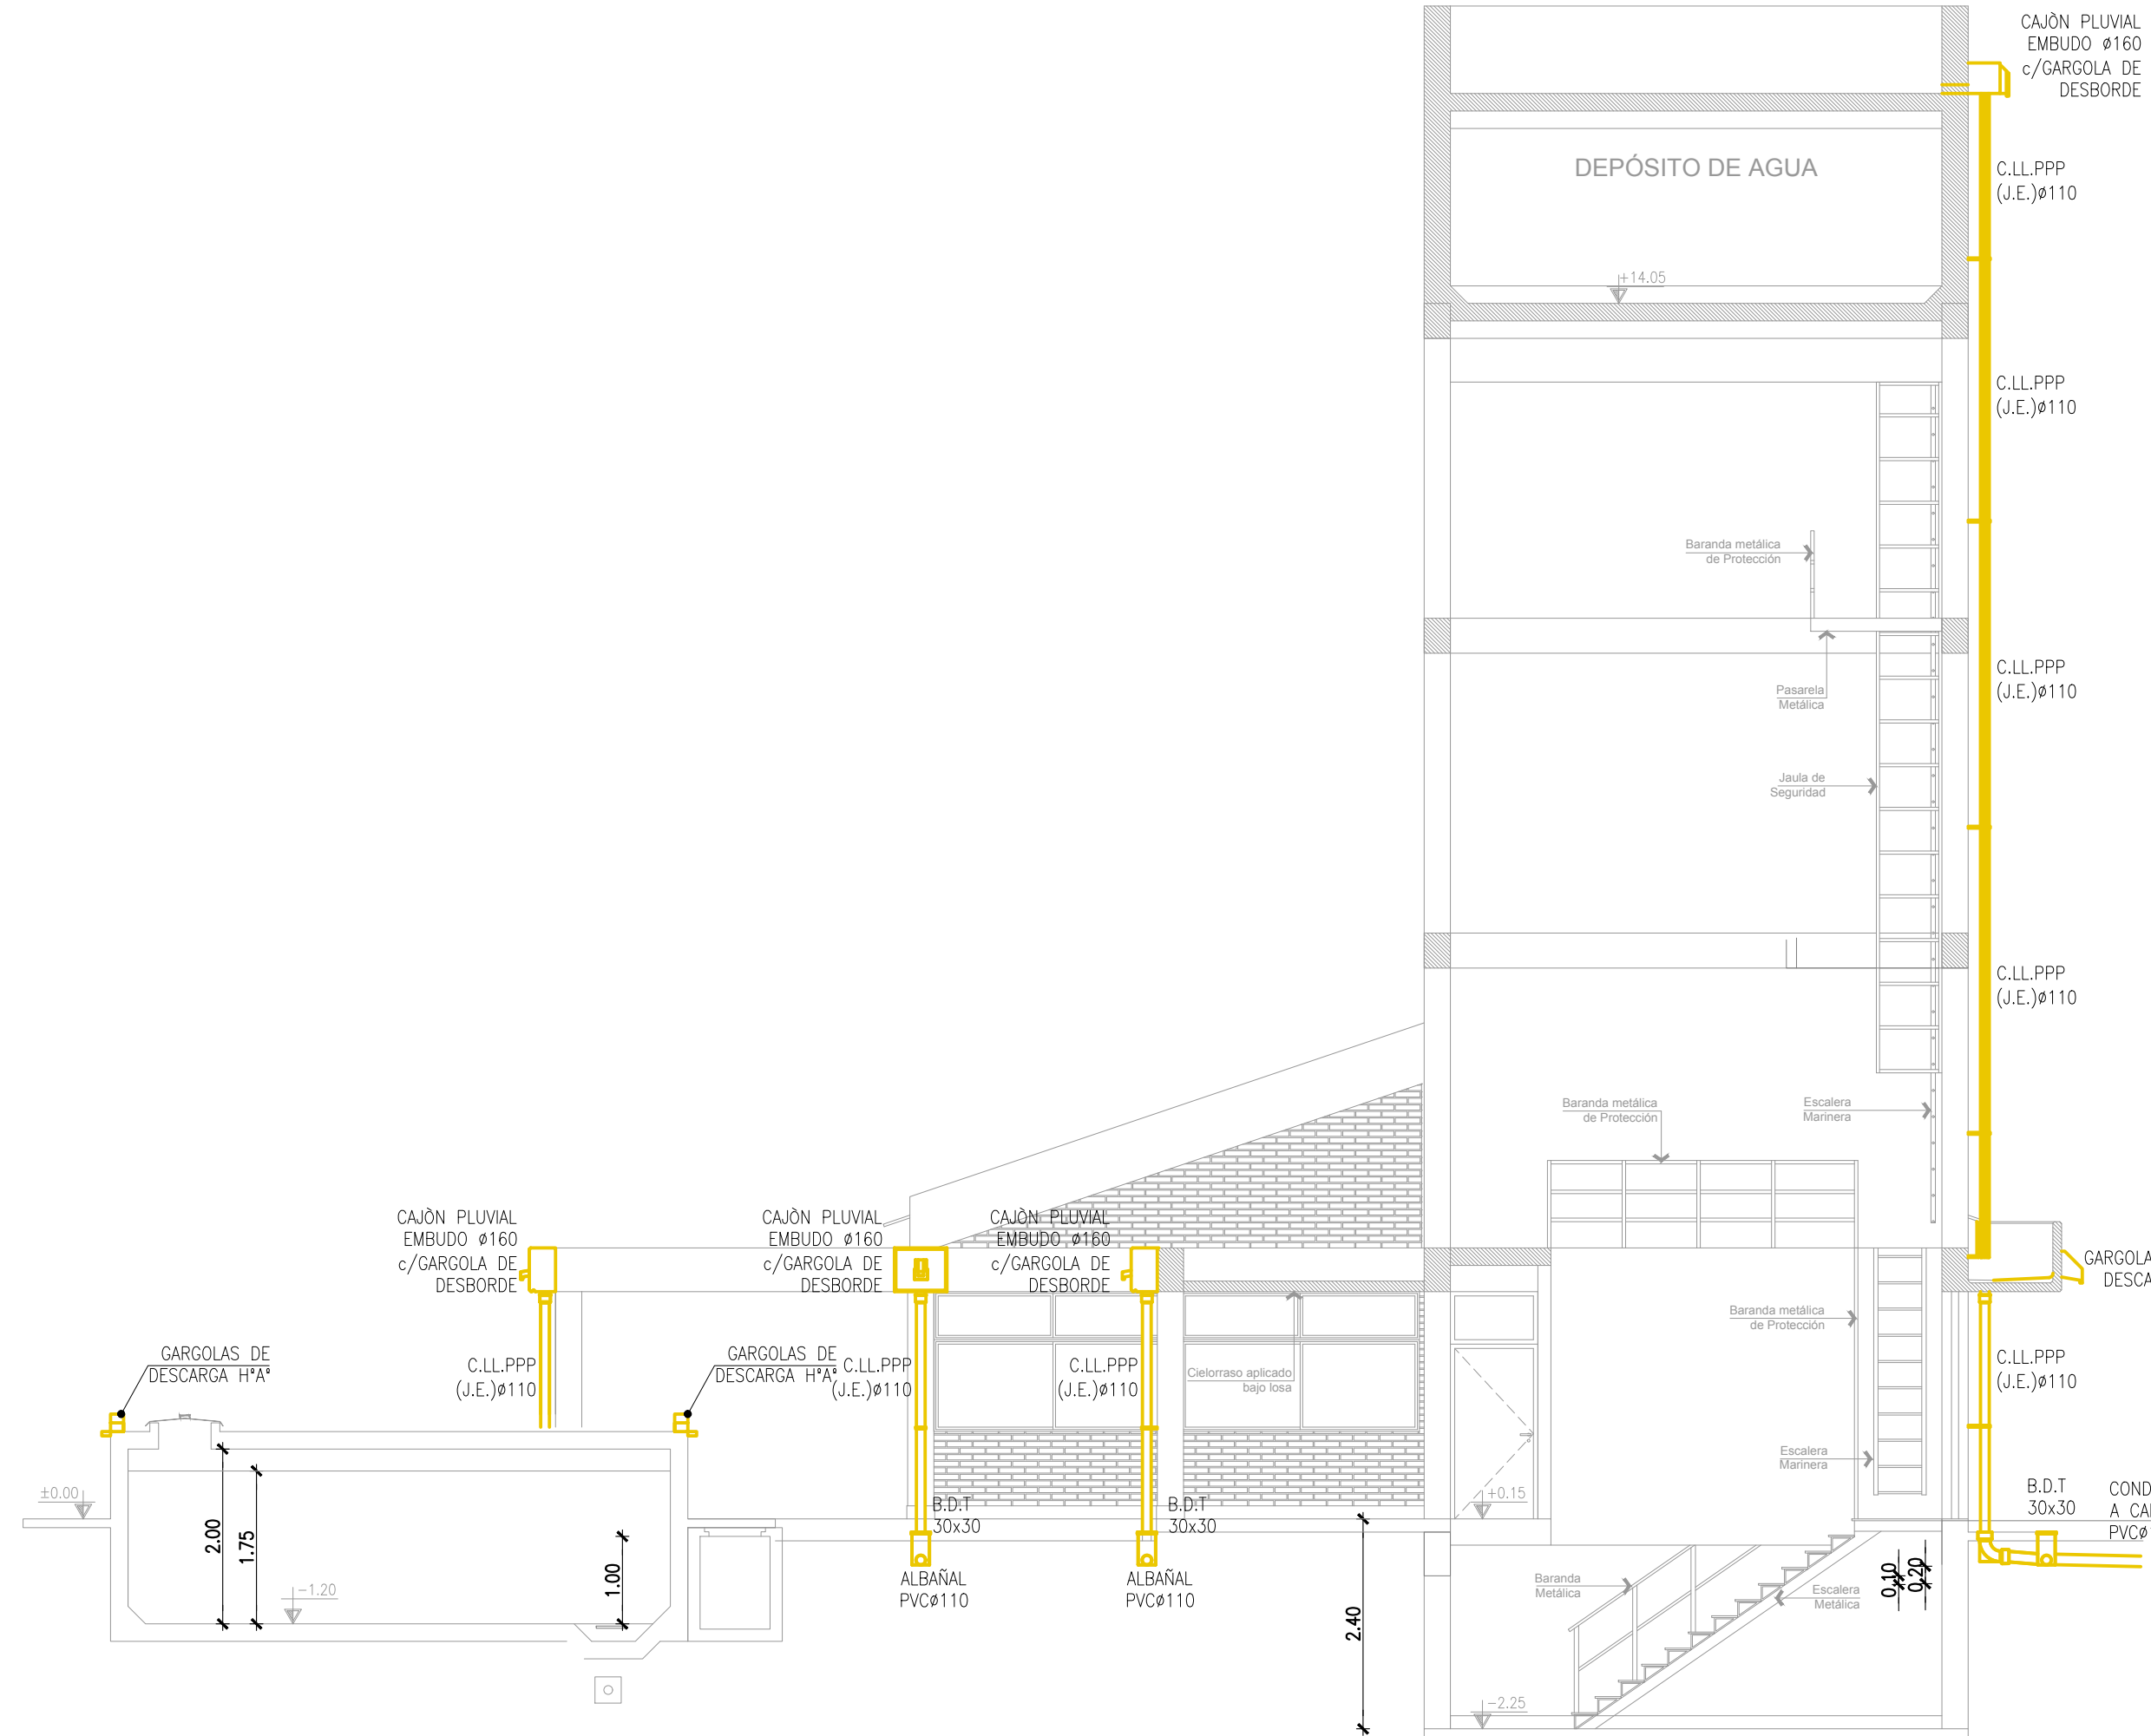 CAJÒN PLUVIAL
EMBUDO ø160
c/GARGOLA DE
DESBORDE
DEPÓSITO DE AGUA
C.LL.PPP
(J.E.)ø110
+14.05
C.LL.PPP
(J.E.)ø110
Baranda metálica
de Protección
C.LL.PPP
(J.E.)ø110
Pasarela
Metálica
Jaula de
Seguridad
C.LL.PPP
(J.E.)ø110
Baranda metálica
de Protección
Escalera
Marinera
CAJÒN PLUVIAL
EMBUDO ø160
c/GARGOLA DE
DESBORDE
CAJÒN PLUVIAL
EMBUDO ø160
c/GARGOLA DE
DESBORDE
CAJÒN PLUVIAL
EMBUDO ø160
c/GARGOLA DE
DESBORDE
GARGOLA
DESCA
Baranda metálica
de Protección
GARGOLAS DE
DESCARGA HºAº
C.LL.PPP
(J.E.)ø110
GARGOLAS DE
DESCARGA HºAº
C.LL.PPP
(J.E.)ø110
C.LL.PPP
(J.E.)ø110
Cielorraso aplicado
bajo losa
C.LL.PPP
(J.E.)ø110
Escalera
Marinera
±0.00
2.00
1.75
1.00
-1.20
B.D.T
30x30
B.D.T
30x30
+0.15
B.D.T
30x30
COND
A CA
PVCø
ALBAÑAL
PVCø110
ALBAÑAL
PVCø110
2.40
Baranda
Metálica
Escalera
Metálica
0.10
0.20
-2.25